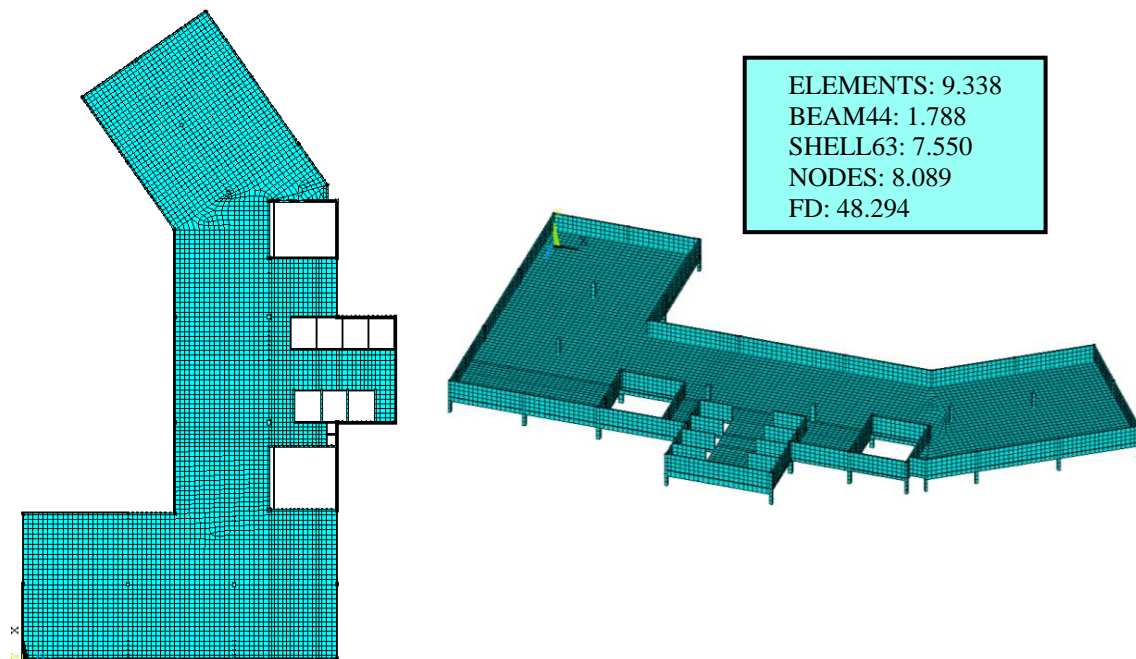 ELEMENTS: 9.338
BEAM44: 1.788
SHELL63: 7.550
NODES: 8.089
FD: 48.294
X